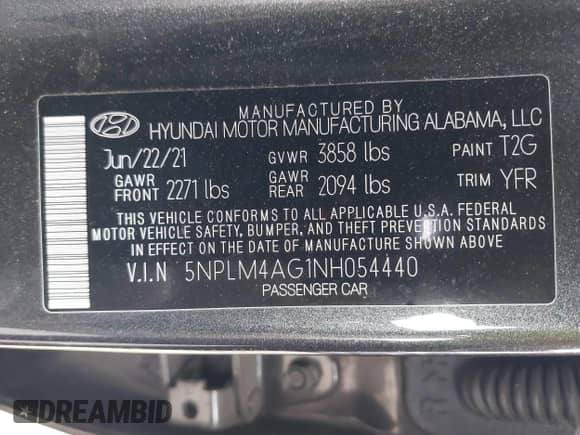 MANUFACTURED BY
HYUNDAI MOTOR MANUFACTURING ALABAMA, LLC
Jun/22/21 GVWR 3858 lbs PAINT T2G
GAWR FRONT 2271 lbs GAWR REAR 2094 lbs TRIM YFR
THIS VEHICLE CONFORMS TO ALL APPLICABLE U.S.A. FEDERAL
MOTOR VEHICLE SAFETY, BUMPER, AND THEFT PREVENTION STANDARDS
IN EFFECT ON THE DATE OF MANUFACTURE SHOWN ABOVE.
V.I.N 5NPLM4AG1NH054440
PASSENGER CAR
DREAMBID